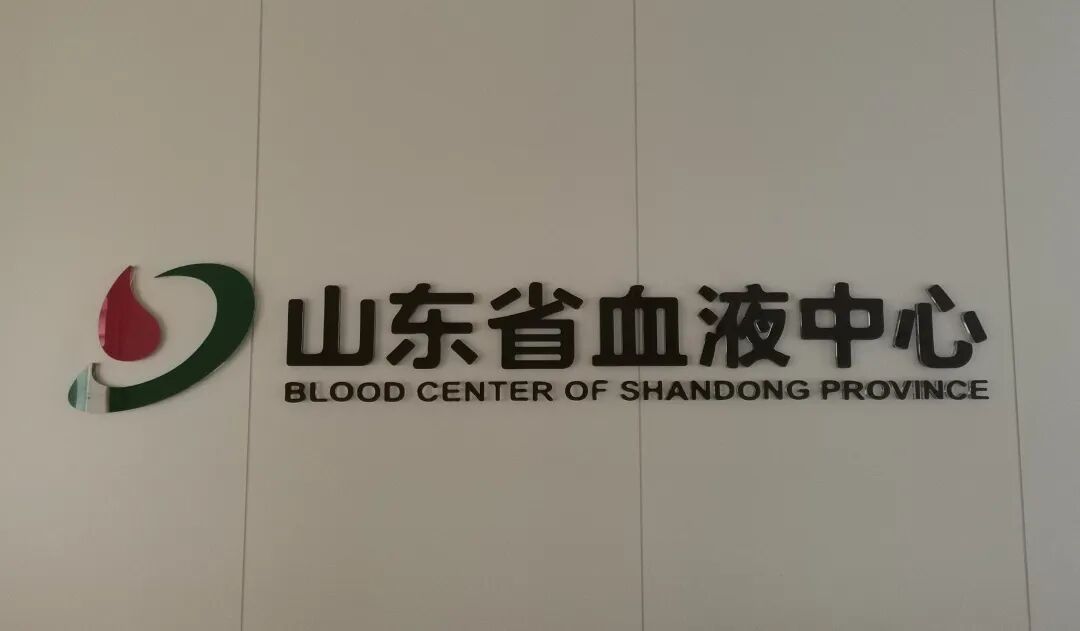 山东省血液中心
BLOOD CENTER OF SHANDONG PROVINCE